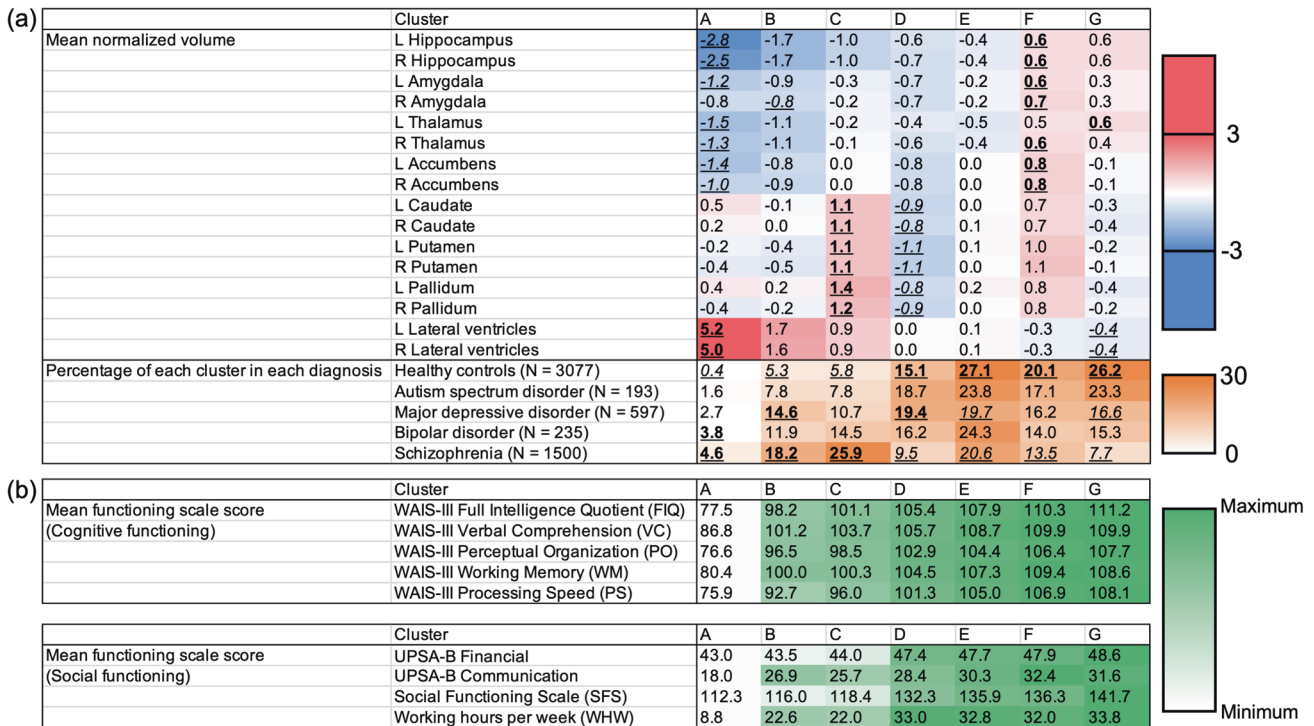 (a)
Cluster A B C D E F G
Mean normalized volume L Hippocampus -2.8 -1.7 -1.0 -0.6 -0.4 0.6 0.6
R Hippocampus -2.5 -1.7 -1.0 -0.7 -0.4 0.6 0.6
L Amygdala -1.2 -0.9 -0.3 -0.7 -0.2 0.6 0.3
R Amygdala -0.8 -0.8 -0.2 -0.7 -0.2 0.7 0.3
L Thalamus -1.5 -1.1 -0.2 -0.4 -0.5 0.5 0.6
R Thalamus -1.3 -1.1 -0.1 -0.6 -0.4 0.6 0.4
L Accumbens -1.4 -0.8 0.0 -0.8 0.0 0.8 -0.1
R Accumbens -1.0 -0.9 0.0 -0.8 0.0 0.8 -0.1
L Caudate 0.5 -0.1 1.1 -0.9 0.0 0.7 -0.3
R Caudate 0.2 0.0 1.1 -0.8 0.1 0.7 -0.4
L Putamen -0.2 -0.4 1.1 -1.1 0.1 1.0 -0.2
R Putamen -0.4 -0.5 1.1 -1.1 0.0 1.1 -0.1
L Pallidum 0.4 0.2 1.4 -0.8 0.2 0.8 -0.4
R Pallidum -0.4 -0.2 1.2 -0.9 0.0 0.8 -0.2
L Lateral ventricles 5.2 1.7 0.9 0.0 0.1 -0.3 -0.4
R Lateral ventricles 5.0 1.6 0.9 0.0 0.1 -0.3 -0.4
3
-3
Percentage of each cluster in each diagnosis Healthy controls (N = 3077) 0.4 5.3 5.8 15.1 27.1 20.1 26.2
Autism spectrum disorder (N = 193) 1.6 7.8 7.8 18.7 23.8 17.1 23.3
Major depressive disorder (N = 597) 2.7 14.6 10.7 19.4 19.7 16.2 16.6
Bipolar disorder (N = 235) 3.8 11.9 14.5 16.2 24.3 14.0 15.3
Schizophrenia (N = 1500) 4.6 18.2 25.9 9.5 20.6 13.5 7.7
30
0
(b)
Cluster A B C D E F G
Mean functioning scale score WAIS-III Full Intelligence Quotient (FIQ) 77.5 98.2 101.1 105.4 107.9 110.3 111.2
(Cognitive functioning) WAIS-III Verbal Comprehension (VC) 86.8 101.2 103.7 105.7 108.7 109.9 109.9
WAIS-III Perceptual Organization (PO) 76.6 96.5 98.5 102.9 104.4 106.4 107.7
WAIS-III Working Memory (WM) 80.4 100.0 100.3 104.5 107.3 109.4 108.6
WAIS-III Processing Speed (PS) 75.9 92.7 96.0 101.3 105.0 106.9 108.1
Cluster A B C D E F G
Mean functioning scale score UPSA-B Financial 43.0 43.5 44.0 47.4 47.7 47.9 48.6
(Social functioning) UPSA-B Communication 18.0 26.9 25.7 28.4 30.3 32.4 31.6
Social Functioning Scale (SFS) 112.3 116.0 118.4 132.3 135.9 136.3 141.7
Working hours per week (WHW) 8.8 22.6 22.0 33.0 32.8 32.0 33.8
Maximum
Minimum